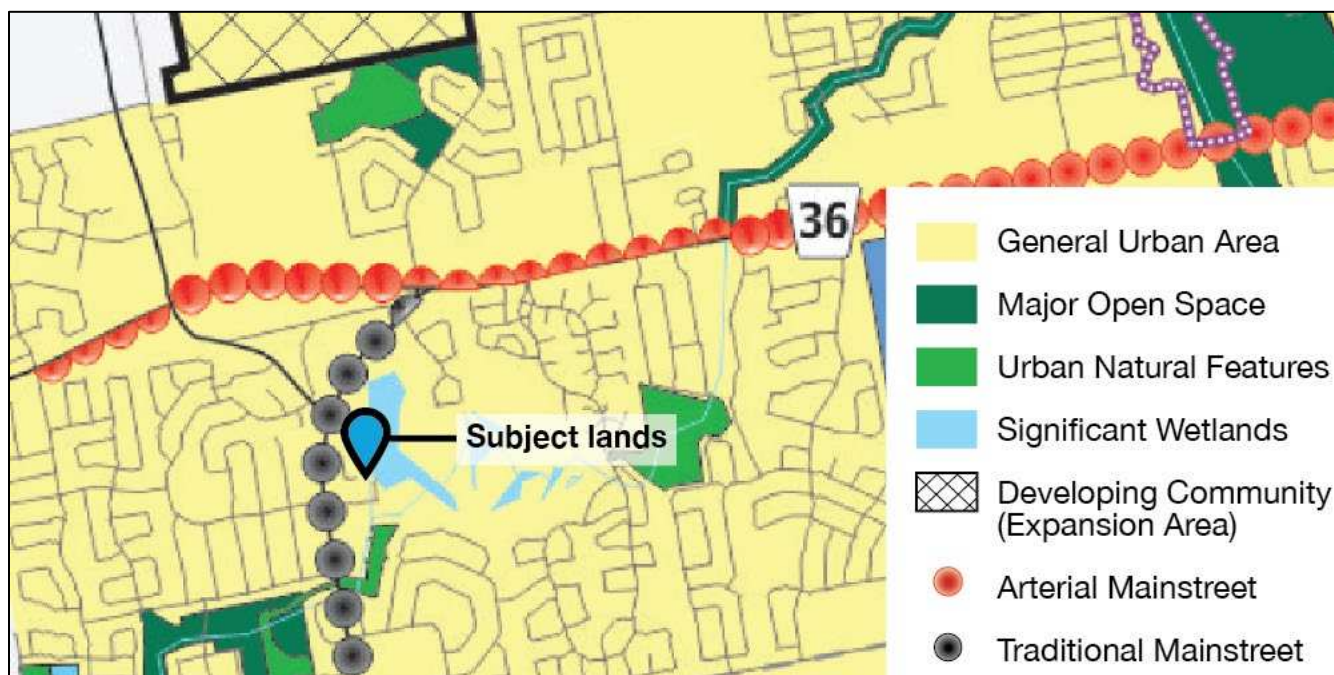 36
Subject lands
General Urban Area
Major Open Space
Urban Natural Features
Significant Wetlands
Developing Community
(Expansion Area)
Arterial Mainstreet
Traditional Mainstreet